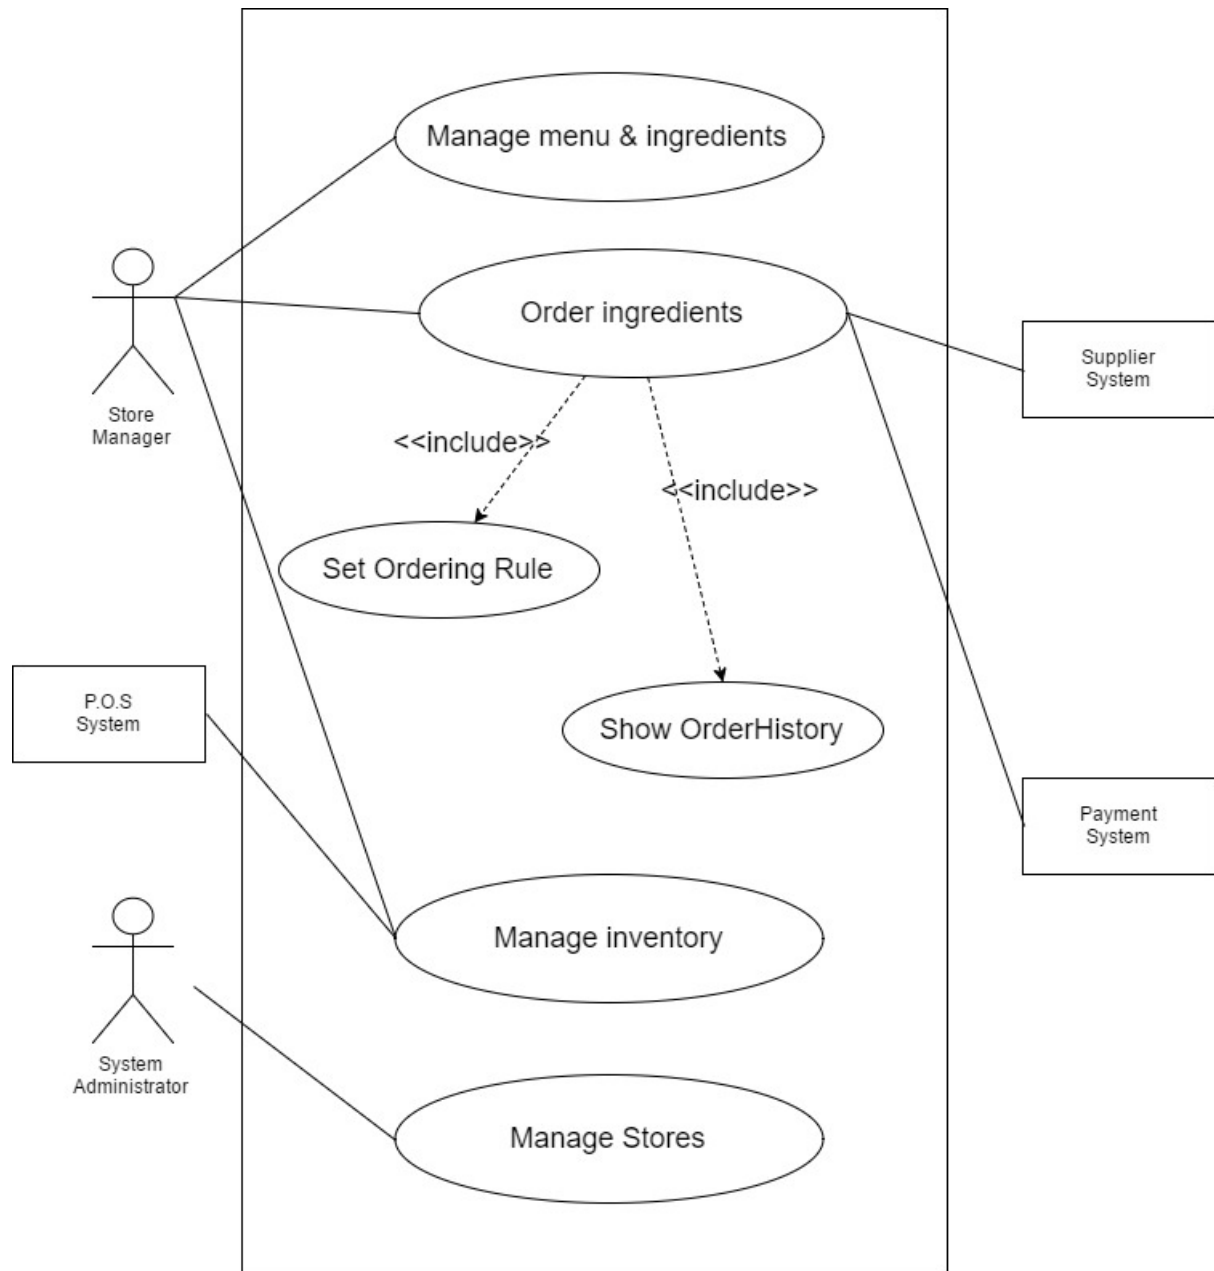 Manage menu & ingredients
Order ingredients
Store
Manager
Supplier
System
<<include>>
<<include>>
Set Ordering Rule
P.O.S
System
Show OrderHistory
Payment
System
Manage inventory
System
Administrator
Manage Stores